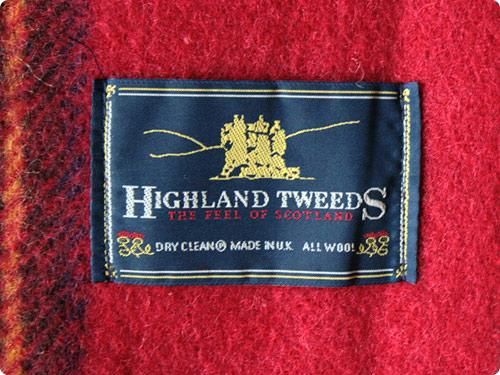 HIGHLAND TWEEDS
THE FEEL OF SCOTLAND
DRY CLEAN Ⓟ MADE IN U.K. ALL WOOL